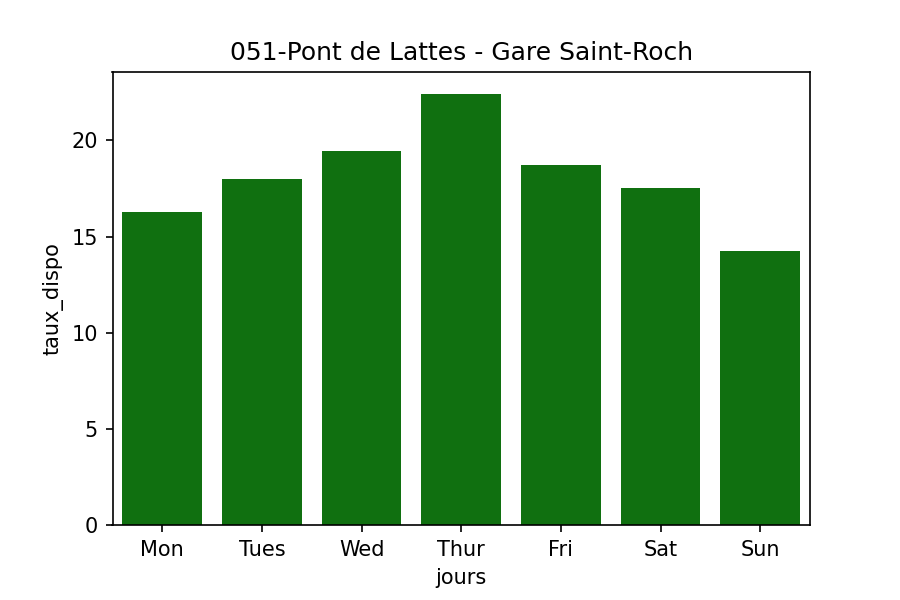 051-Pont de Lattes - Gare Saint-Roch
20
15
10
5
0
taux_dispo
Mon Tues Wed Thur Fri Sat Sun
jours